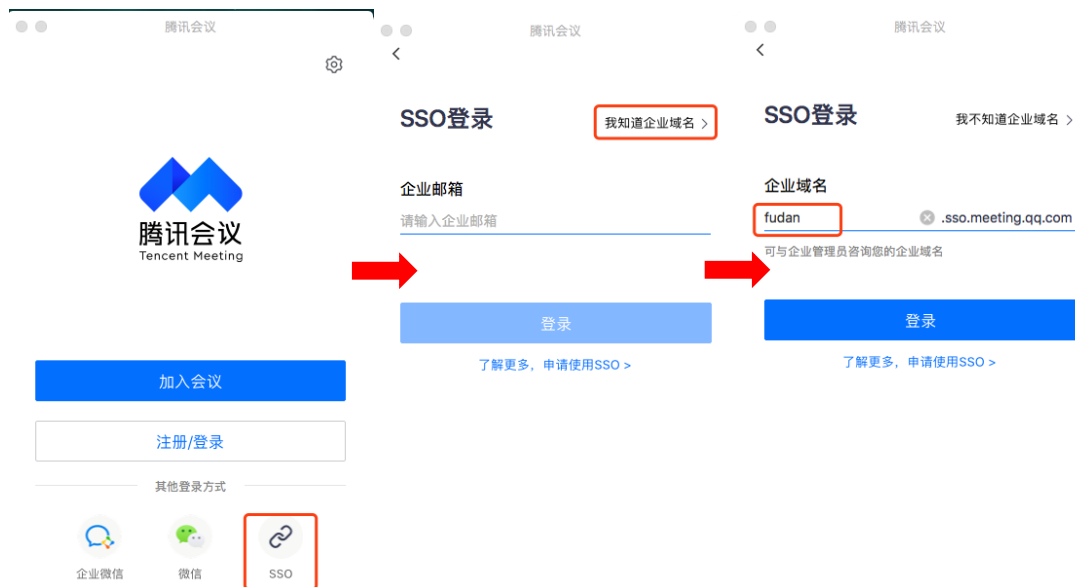 腾讯会议
腾讯会议
Tencent Meeting
加入会议
注册/登录
其他登录方式
企业微信
微信
SSO
腾讯会议
SSO登录
我知道企业域名
企业邮箱
请输入企业邮箱
登录
了解更多，申请使用SSO >
腾讯会议
SSO登录
我不知道企业域名
企业域名
fudan .sso.meeting.qq.com
可与企业管理员咨询您的企业域名
登录
了解更多，申请使用SSO >